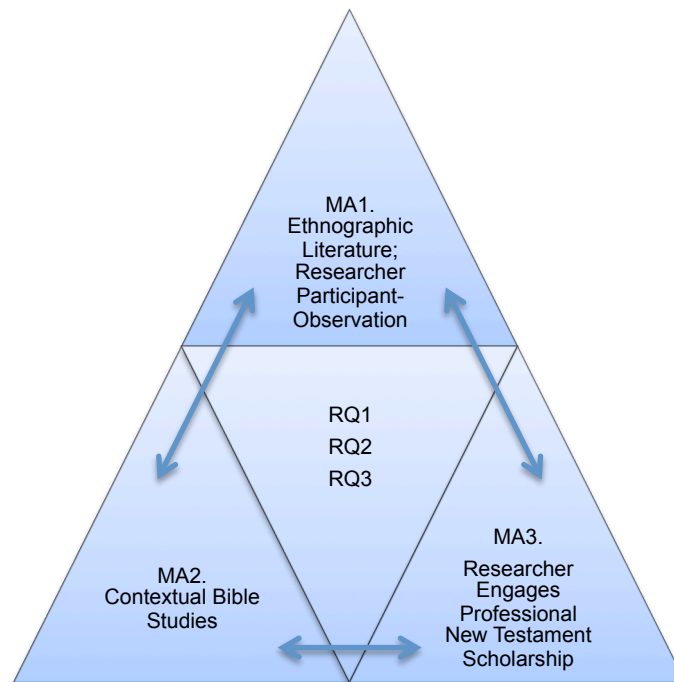 MA1.
Ethnographic
Literature;
Researcher
Participant-
Observation
RQ1
RQ2
RQ3
MA2.
Contextual Bible
Studies
MA3.
Researcher
Engages
Professional
New Testament
Scholarship